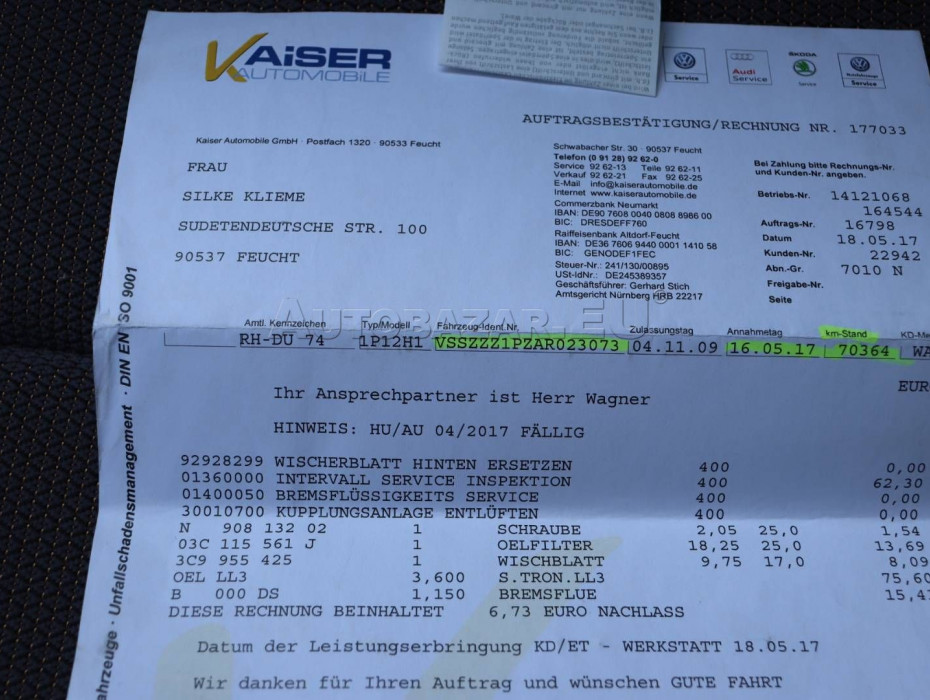 KAiSER
AUTOMOBiLE
Service
Audi
Service
ŠKODA
Service
Nutzfahrzeuge
Service
AUFTRAGSBESTÄTIGUNG/RECHNUNG NR. 177033
Kaiser Automobile GmbH · Postfach 1320 · 90533 Feucht
FRAU
SILKE KLIEME
SUDETENDEUTSCHE STR. 100
90537 FEUCHT
Schwabacher Str. 30 · 90537 Feucht
Telefon (0 91 28) 92 62-0
Service 92 62-13 Teile 92 62-11
Verkauf 92 62-21 Fax 92 62-25
E-Mail info@kaiserautomobile.de
Internet www.kaiserautomobile.de
Commerzbank Neumarkt
IBAN: DE90 7608 0040 0808 8986 00
BIC: DRESDEFF760
Raiffeisenbank Altdorf-Feucht
IBAN: DE36 7606 9440 0001 1410 58
BIC: GENODEF1FEC
Steuer-Nr.: 241/130/00895
USt-IdNr.: DE245389357
Geschäftsführer: Gerhard Stich
Amtsgericht Nürnberg HRB 22217
Bei Zahlung bitte Rechnungs-Nr.
und Kunden-Nr. angeben.
Betriebs-Nr. 14121068
164544
Auftrags-Nr. 16798
Datum 18.05.17
Kunden-Nr. 22942
Abn.-Gr. 7010 N
Freigabe-Nr.
Seite
AUTOBAZAR.EU
Amtl. Kennzeichen Typ/Modell Fahrzeug-Ident.Nr. Zulassungstag Annahmetag km-Stand
RH-DU 74 1P12H1 VSSZZZ1PZAR023073 04.11.09 16.05.17 70364 WA
EUR
Ihr Ansprechpartner ist Herr Wagner
HINWEIS: HU/AU 04/2017 FÄLLIG
92928299 WISCHERBLATT HINTEN ERSETZEN 400 0,00
01360000 INTERVALL SERVICE INSPEKTION 400 62,30
01400050 BREMSFLÜSSIGKEITS SERVICE 400 0,00
30010700 KUPPLUNGSANLAGE ENTLÜFTEN 400 0,00
N 908 132 02 1 SCHRAUBE 2,05 25,0 1,54
03C 115 561 J 1 OELFILTER 18,25 25,0 13,69
3C9 955 425 1 WISCHBLATT 9,75 17,0 8,09
OEL LL3 3,600 S.TRON.LL3 75,60
B 000 DS 1,150 BREMSFLUE 15,4
DIESE RECHNUNG BEINHALTET 6,73 EURO NACHLASS
Datum der Leistungserbringung KD/ET - WERKSTATT 18.05.17
Wir danken für Ihren Auftrag und wünschen GUTE FAHRT
ahrzeuge · Unfallschadensmanagement · DIN EN ISO 9001